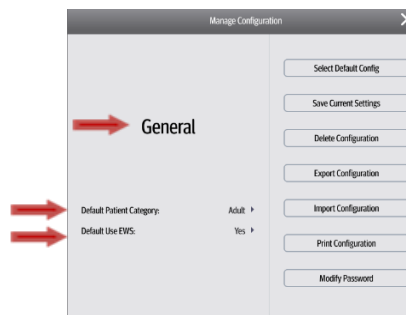 Manage Configuration
General
Default Patient Category: Adult
Default Use EWS: Yes
Select Default Config
Save Current Settings
Delete Configuration
Export Configuration
Import Configuration
Print Configuration
Modify Password